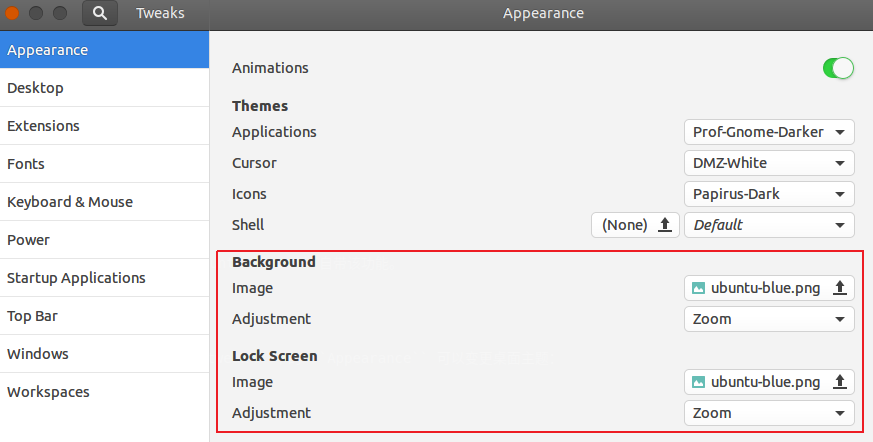 Tweaks
Appearance
Appearance
Desktop
Extensions
Fonts
Keyboard & Mouse
Power
Startup Applications
Top Bar
Windows
Workspaces
Animations
Themes
Applications Prof-Gnome-Darker
Cursor DMZ-White
Icons Papirus-Dark
Shell (None) Default
Background
Image ubuntu-blue.png
Adjustment Zoom
Lock Screen
Image ubuntu-blue.png
Adjustment Zoom